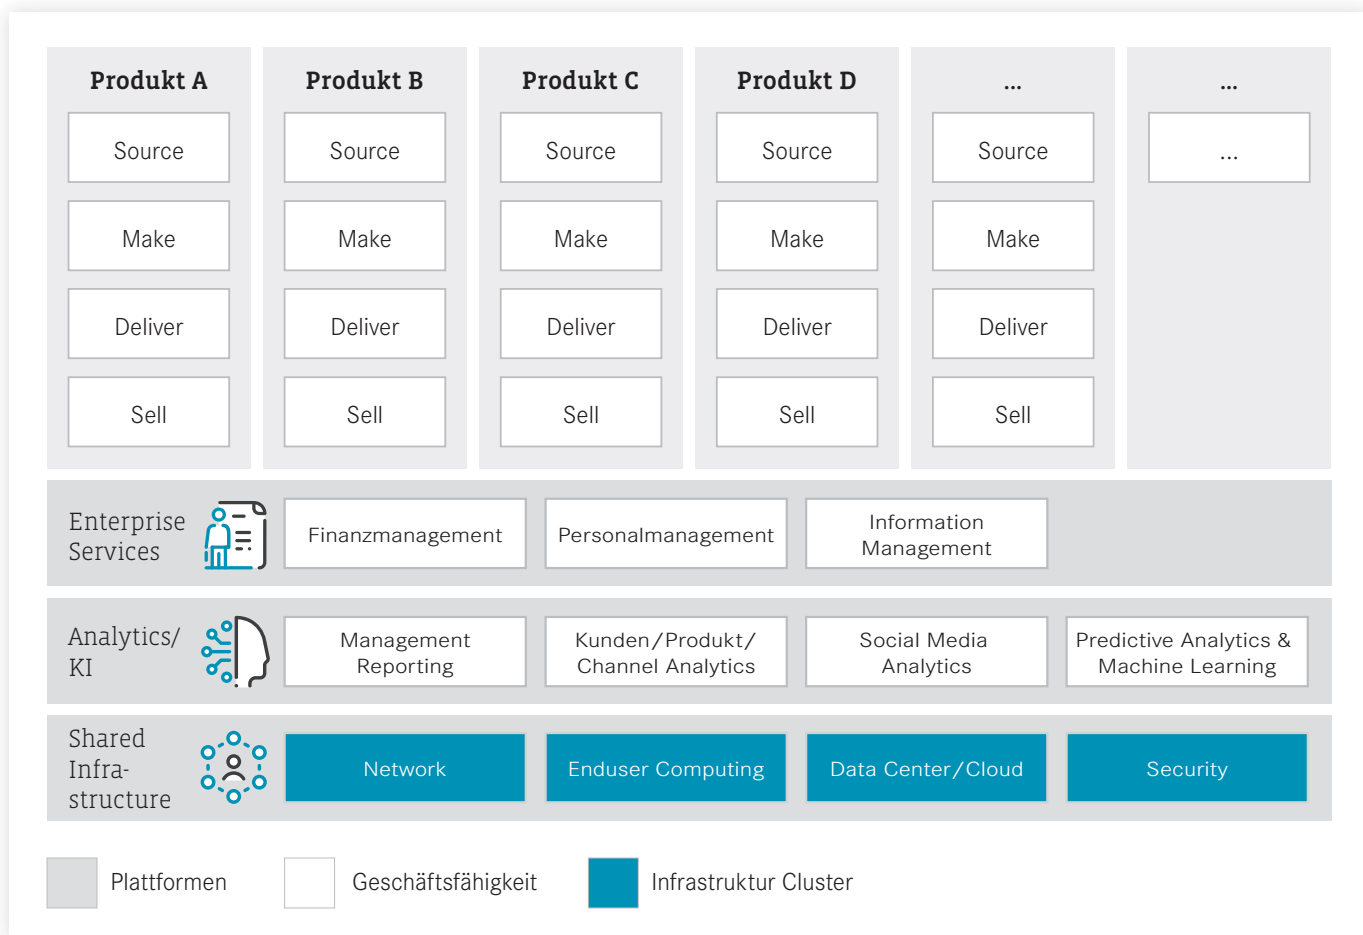 Produkt A
Produkt B
Produkt C
Produkt D
...
...
Source
Source
Source
Source
Source
...
Make
Make
Make
Make
Make
Deliver
Deliver
Deliver
Deliver
Deliver
Sell
Sell
Sell
Sell
Sell
Enterprise
Services
Finanzmanagement
Personalmanagement
Information
Management
Analytics/
KI
Management
Reporting
Kunden/Produkt/
Channel Analytics
Social Media
Analytics
Predictive Analytics &
Machine Learning
Shared
Infra-
structure
Network
Enduser Computing
Data Center/Cloud
Security
Plattformen
Geschäftsfähigkeit
Infrastruktur Cluster